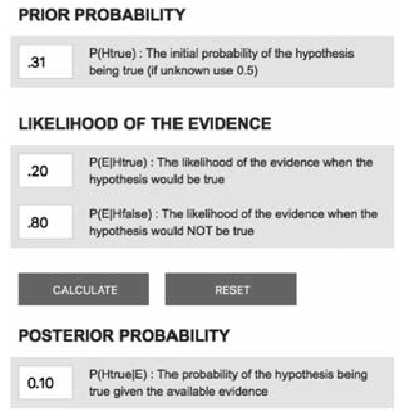 PRIOR PROBABILITY
.31
P(Htrue) : The initial probability of the hypothesis
being true (if unknown use 0.5)
LIKELIHOOD OF THE EVIDENCE
.20
P(E|Htrue) : The likelihood of the evidence when the
hypothesis would be true
.80
P(E|Hfalse) : The likelihood of the evidence when the
hypothesis would NOT be true
CALCULATE
RESET
POSTERIOR PROBABILITY
0.10
P(Htrue|E) : The probability of the hypothesis being
true given the available evidence